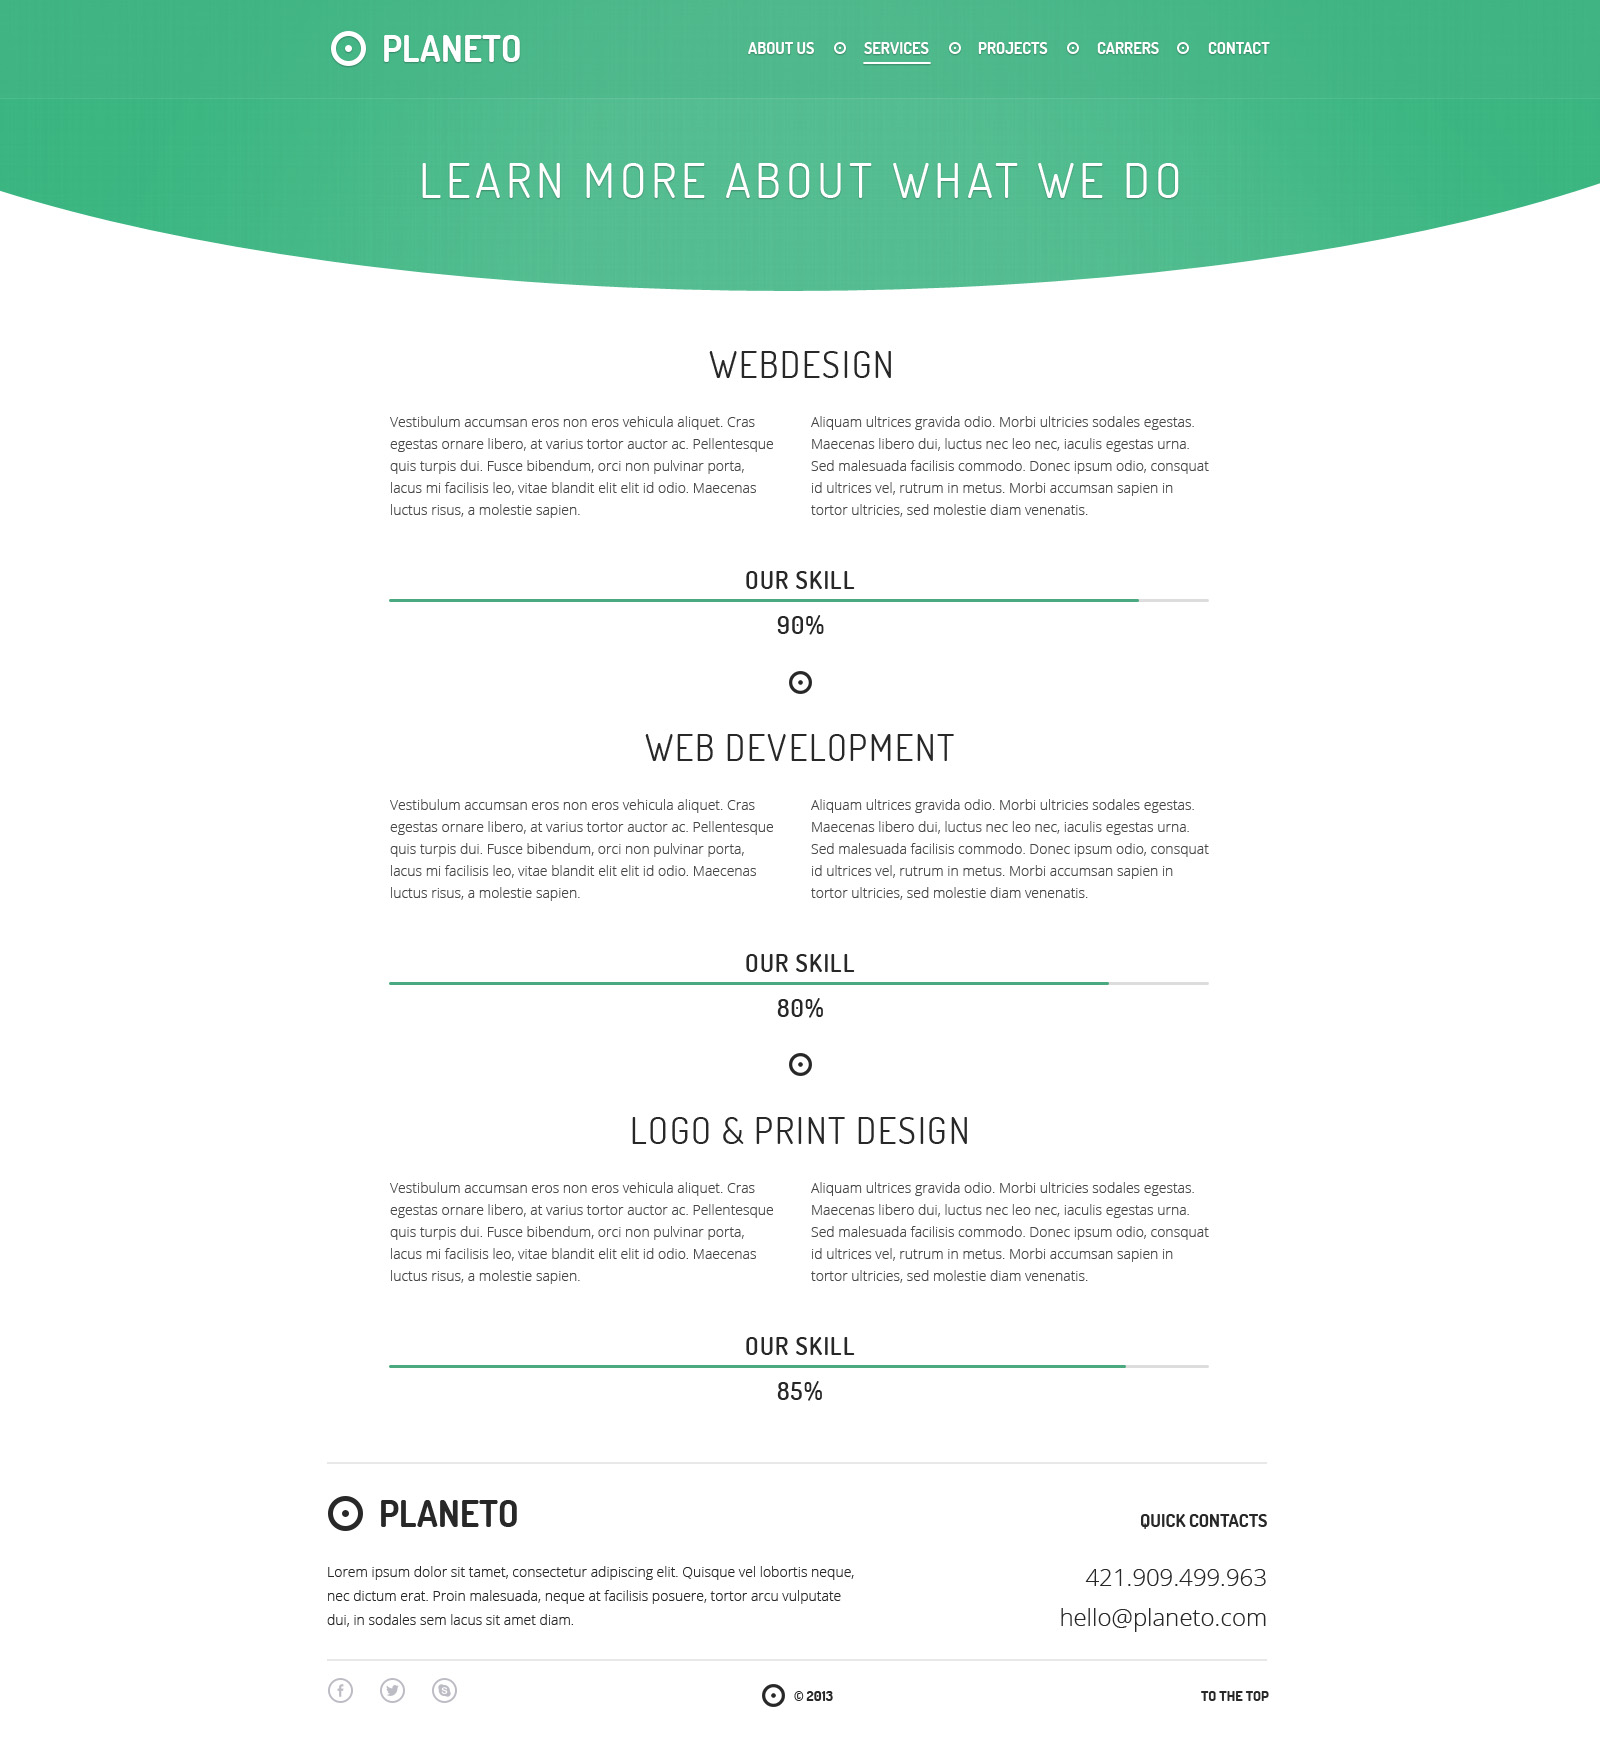 PLANETO
ABOUT US SERVICES PROJECTS CARRERS CONTACT
LEARN MORE ABOUT WHAT WE DO
WEBDESIGN
Vestibulum accumsan eros non eros vehicula aliquet. Cras
egestas ornare libero, at varius tortor auctor ac. Pellentesque
quis turpis dui. Fusce bibendum, orci non pulvinar porta,
lacus mi facilisis leo, vitae blandit elit elit id odio. Maecenas
luctus risus, a molestie sapien.
Aliquam ultrices gravida odio. Morbi ultricies sodales egestas.
Maecenas libero dui, luctus nec leo nec, iaculis egestas urna.
Sed malesuada facilisis commodo. Donec ipsum odio, consquat
id ultrices vel, rutrum in metus. Morbi accumsan sapien in
tortor ultricies, sed molestie diam venenatis.
OUR SKILL
90%
WEB DEVELOPMENT
Vestibulum accumsan eros non eros vehicula aliquet. Cras
egestas ornare libero, at varius tortor auctor ac. Pellentesque
quis turpis dui. Fusce bibendum, orci non pulvinar porta,
lacus mi facilisis leo, vitae blandit elit elit id odio. Maecenas
luctus risus, a molestie sapien.
Aliquam ultrices gravida odio. Morbi ultricies sodales egestas.
Maecenas libero dui, luctus nec leo nec, iaculis egestas urna.
Sed malesuada facilisis commodo. Donec ipsum odio, consquat
id ultrices vel, rutrum in metus. Morbi accumsan sapien in
tortor ultricies, sed molestie diam venenatis.
OUR SKILL
80%
LOGO & PRINT DESIGN
Vestibulum accumsan eros non eros vehicula aliquet. Cras
egestas ornare libero, at varius tortor auctor ac. Pellentesque
quis turpis dui. Fusce bibendum, orci non pulvinar porta,
lacus mi facilisis leo, vitae blandit elit elit id odio. Maecenas
luctus risus, a molestie sapien.
Aliquam ultrices gravida odio. Morbi ultricies sodales egestas.
Maecenas libero dui, luctus nec leo nec, iaculis egestas urna.
Sed malesuada facilisis commodo. Donec ipsum odio, consquat
id ultrices vel, rutrum in metus. Morbi accumsan sapien in
tortor ultricies, sed molestie diam venenatis.
OUR SKILL
85%
PLANETO
Lorem ipsum dolor sit tamet, consectetur adipiscing elit. Quisque vel lobortis neque,
nec dictum erat. Proin malesuada, neque at facilisis posuere, tortor arcu vulputate
dui, in sodales sem lacus sit amet diam.
QUICK CONTACTS
421.909.499.963
hello@planeto.com
© 2013
TO THE TOP